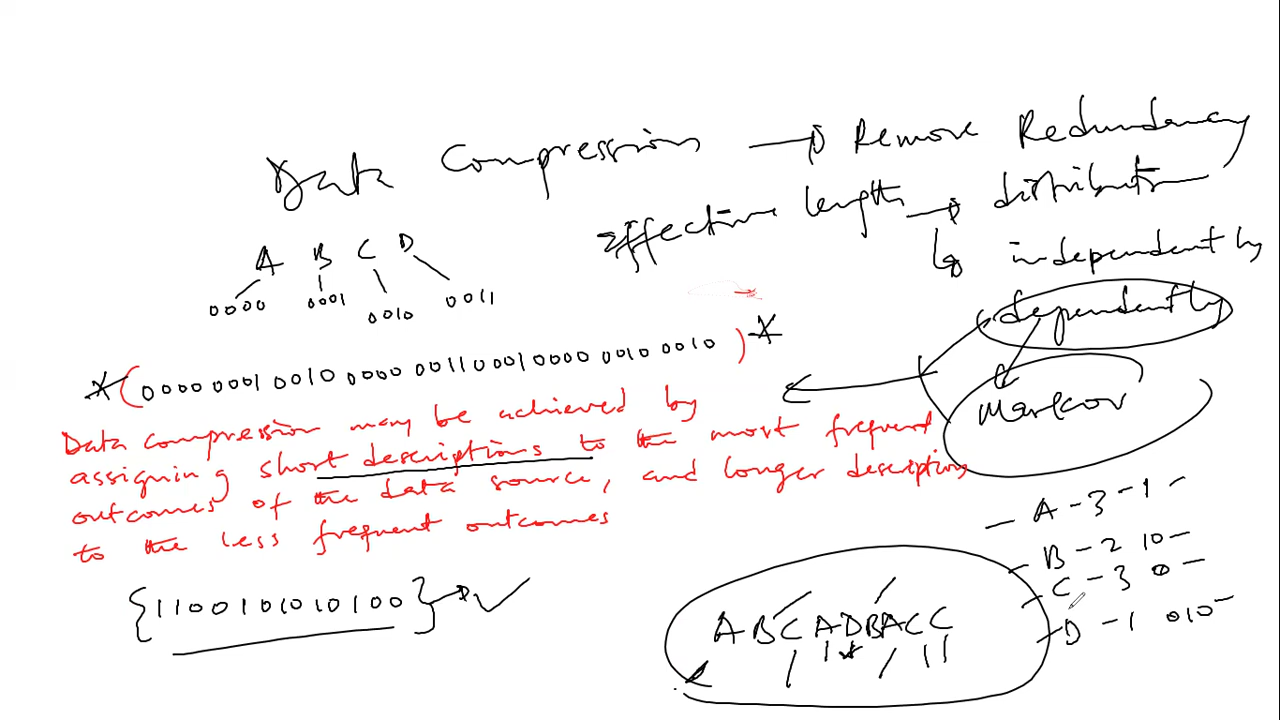 Data Compression → Remove Redundancy
Effective length → distribution
↳ independently
dependently
Markov
A B C D
0000 0001 0010 0011
* ( 0000 0001 0010 0000 0011 0001 0000 0010 0010 ) *
Data compression may be achieved by
assigning short descriptions to the most frequent
outcomes of the data source, and longer descriptions
to the less frequent outcomes
{1100101010100} → ✓
A B C A D B A C C
- A - 3 - 1 -
- B - 2 10 -
- C - 3 0 -
- D - 1 010 -